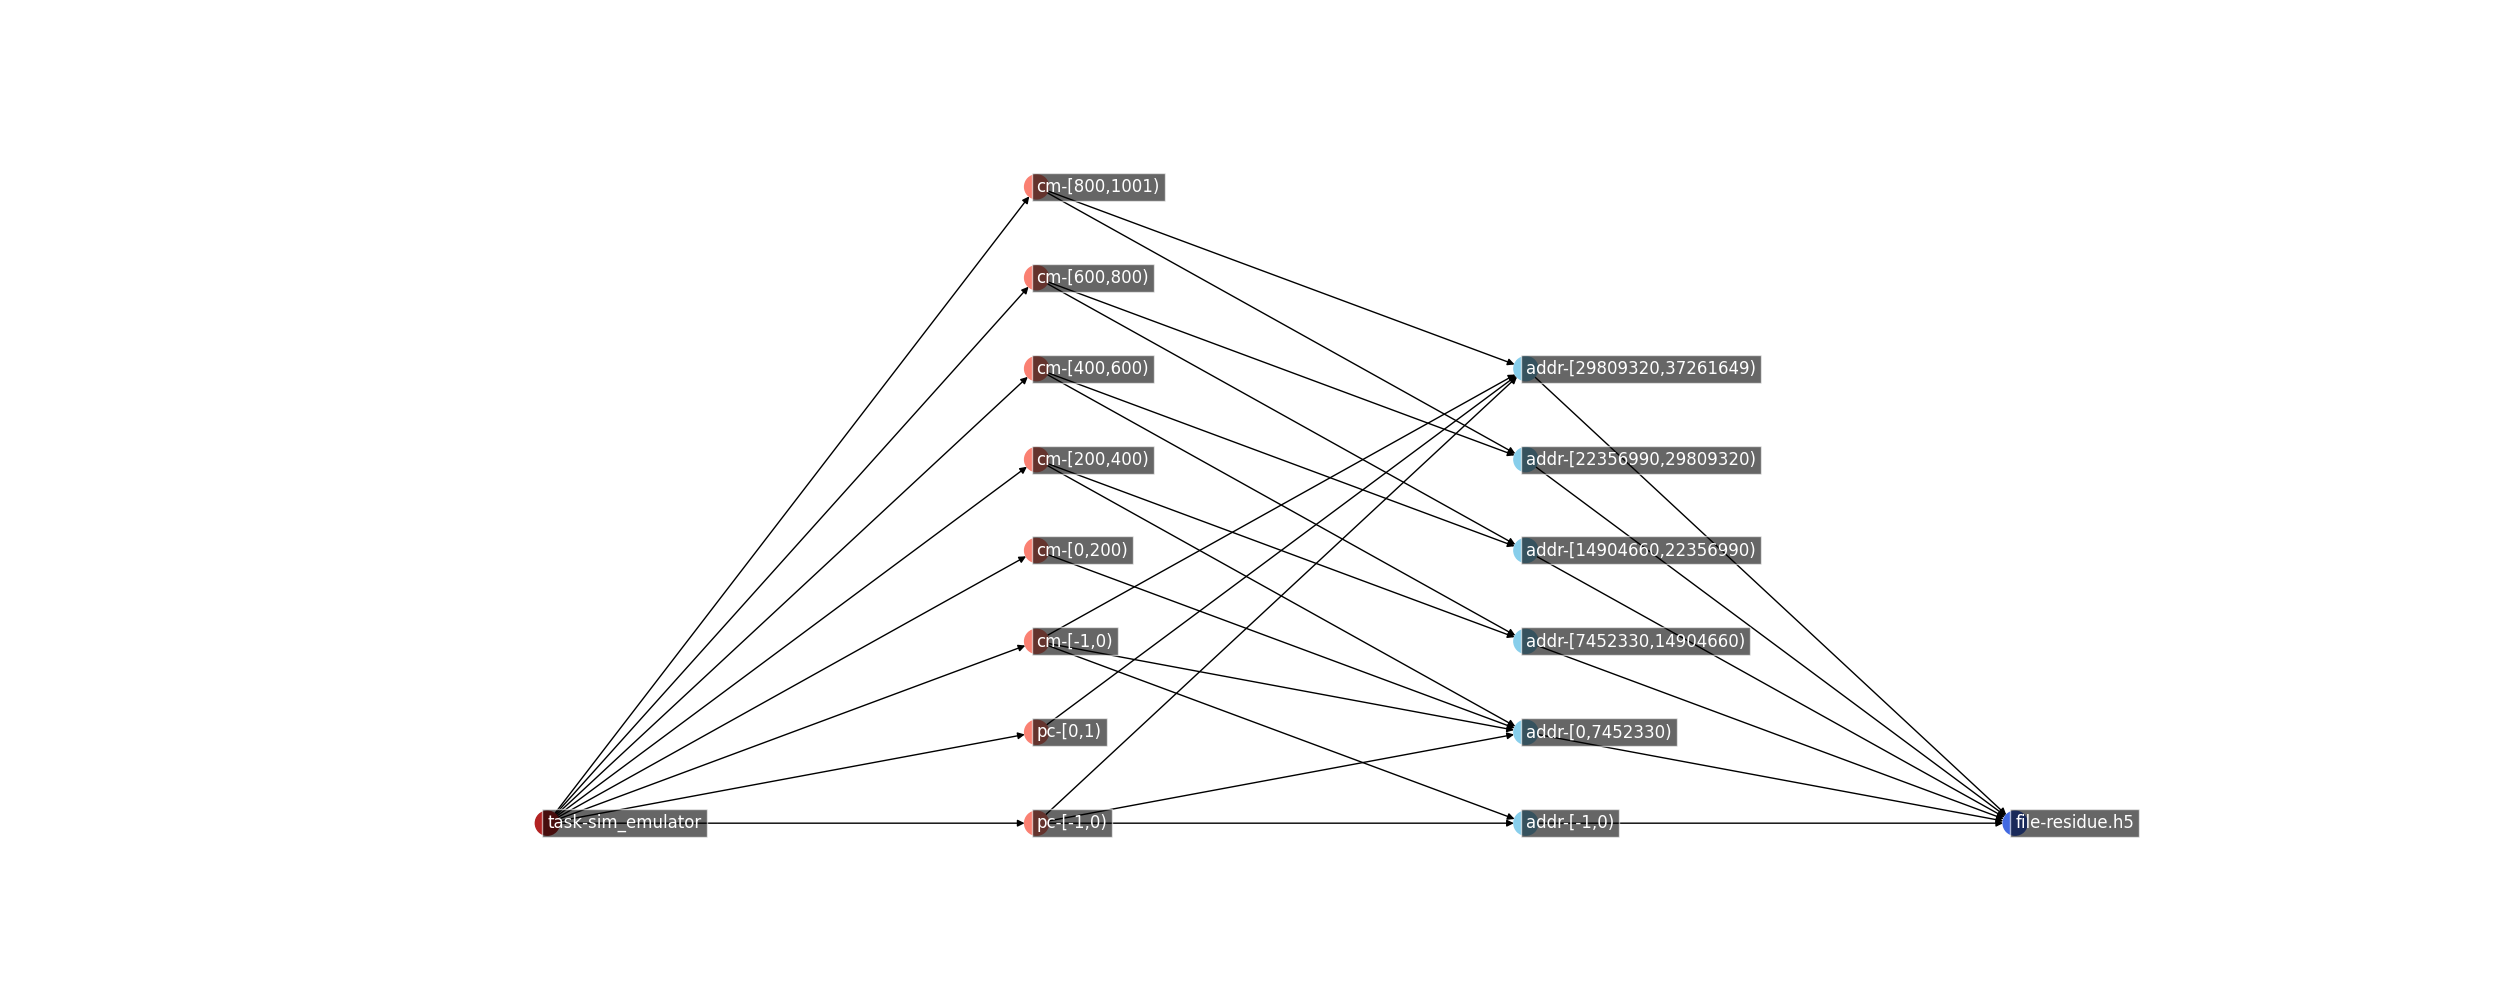 cm-[800,1001)
cm-[600,800)
cm-[400,600)
addr-[29809320,37261649)
cm-[200,400)
addr-[22356990,29809320)
cm-[0,200)
addr-[14904660,22356990)
cm-[-1,0)
addr-[7452330,14904660)
pc-[0,1)
addr-[0,7452330)
task-sim_emulator
pc-[-1,0)
addr-[-1,0)
file-residue.h5